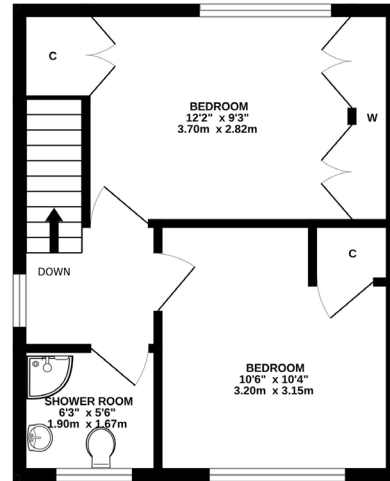 C
BEDROOM
12'2" x 9'3"
3.70m x 2.82m
W
DOWN
C
BEDROOM
10'6" x 10'4"
3.20m x 3.15m
SHOWER ROOM
6'3" x 5'6"
1.90m x 1.67m